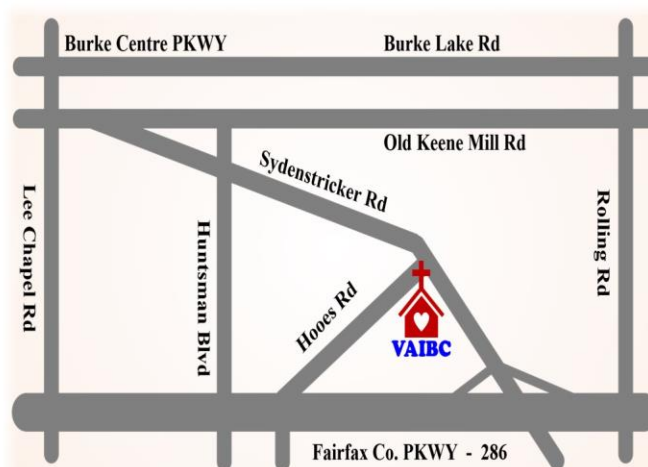 Burke Centre PKWY
Burke Lake Rd
Old Keene Mill Rd
Sydenstricker Rd
Lee Chapel Rd
Huntsman Blvd
Rolling Rd
Hooes Rd
VAIBC
Fairfax Co. PKWY - 286